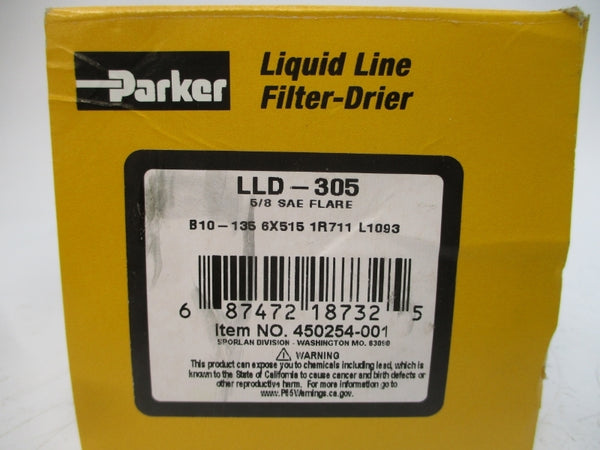 Parker
Liquid Line
Filter-Drier
LLD - 305
5/8 SAE FLARE
B10 - 135 6X515 1R711 L1093
6 87472 18732 5
Item NO. 450254-001
SPORLAN DIVISION - WASHINGTON MO. 63090
⚠ WARNING
This product can expose you to chemicals including lead, which is
known to the State of California to cause cancer and birth defects or
other reproductive harm. For more information go to
www.P65Warnings.ca.gov.